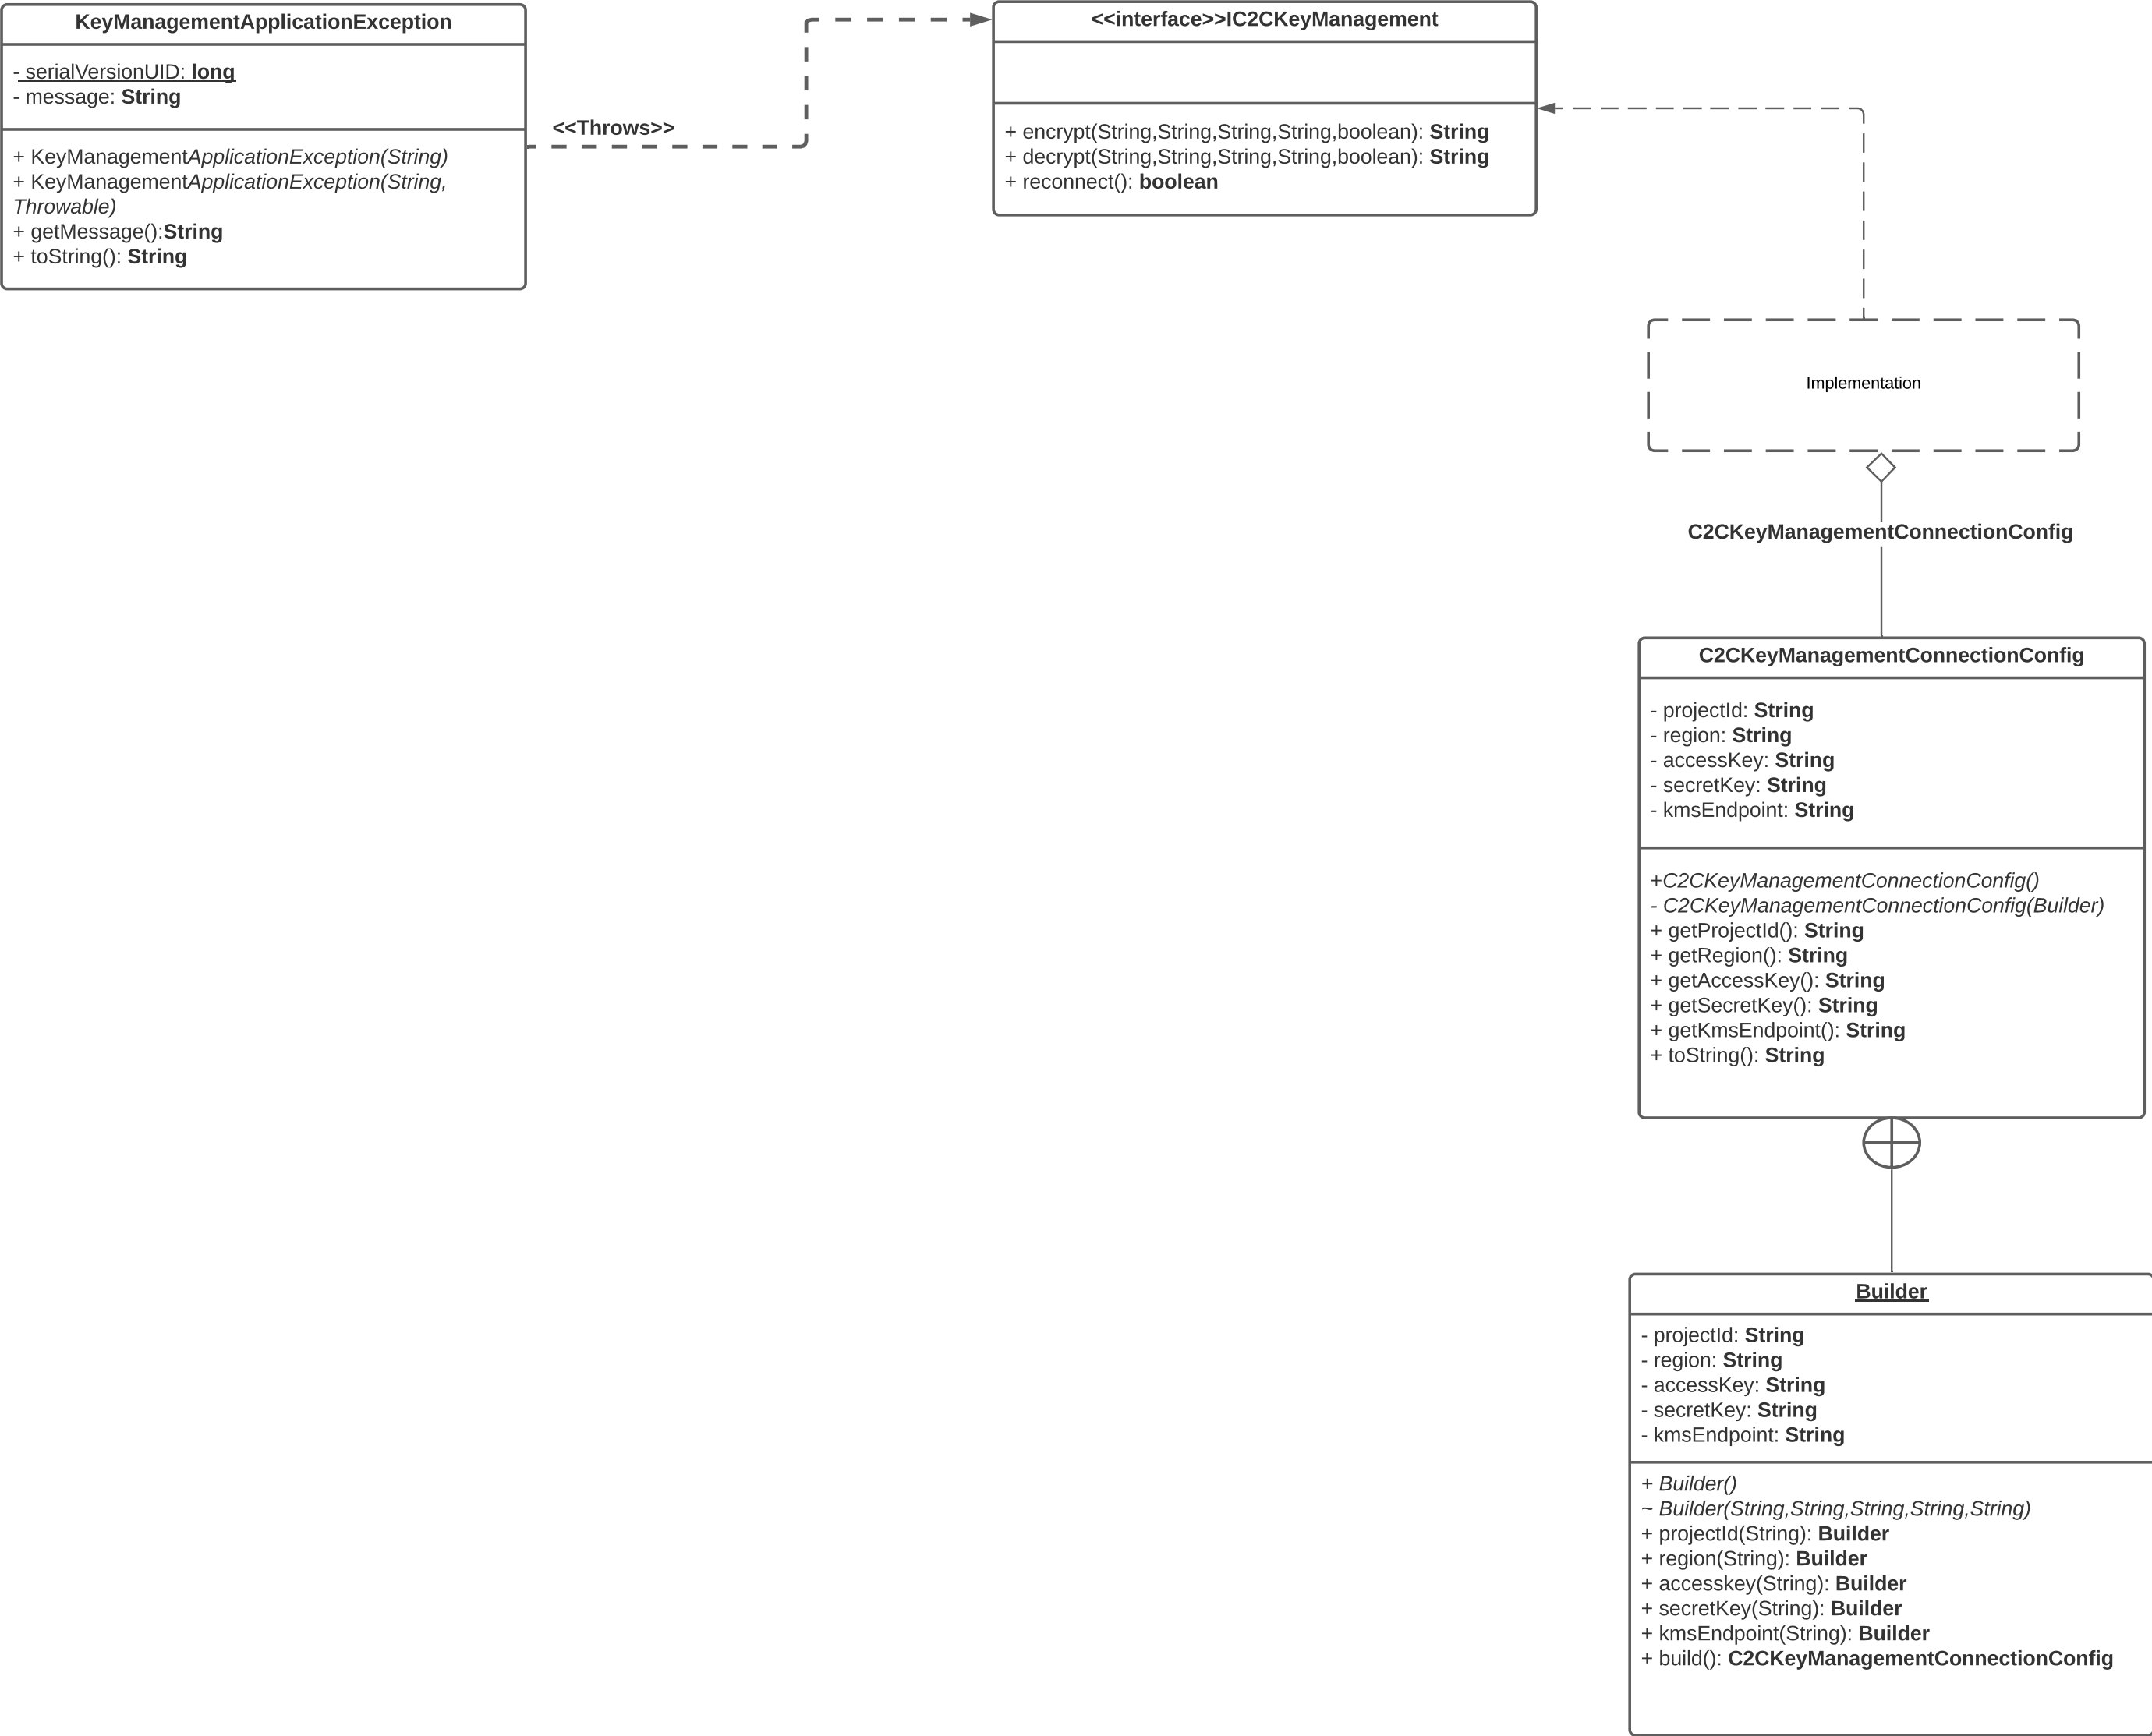 KeyManagementApplicationException
- serialVersionUID: long
- message: String
+ KeyManagementApplicationException(String)
+ KeyManagementApplicationException(String,
Throwable)
+ getMessage():String
+ toString(): String
<<Throws>>
<<interface>>IC2CKeyManagement
+ encrypt(String,String,String,String,boolean): String
+ decrypt(String,String,String,String,boolean): String
+ reconnect(): boolean
Implementation
C2CKeyManagementConnectionConfig
C2CKeyManagementConnectionConfig
- projectId: String
- region: String
- accessKey: String
- secretKey: String
- kmsEndpoint: String
+C2CKeyManagementConnectionConfig()
- C2CKeyManagementConnectionConfig(Builder)
+ getProjectId(): String
+ getRegion(): String
+ getAccessKey(): String
+ getSecretKey(): String
+ getKmsEndpoint(): String
+ toString(): String
Builder
- projectId: String
- region: String
- accessKey: String
- secretKey: String
- kmsEndpoint: String
+ Builder()
~ Builder(String,String,String,String,String)
+ projectId(String): Builder
+ region(String): Builder
+ accesskey(String): Builder
+ secretKey(String): Builder
+ kmsEndpoint(String): Builder
+ build(): C2CKeyManagementConnectionConfig